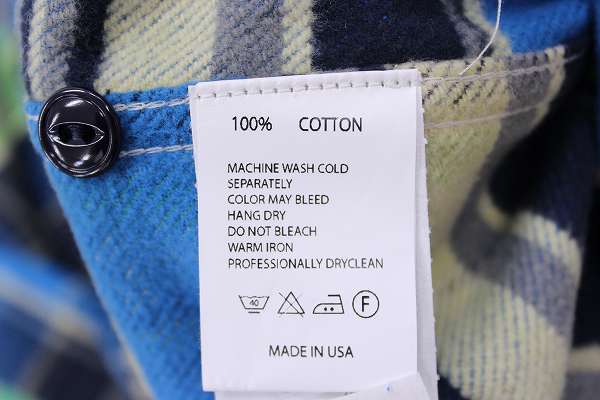 100% COTTON
MACHINE WASH COLD
SEPARATELY
COLOR MAY BLEED
HANG DRY
DO NOT BLEACH
WARM IRON
PROFESSIONALLY DRYCLEAN
40 F
MADE IN USA